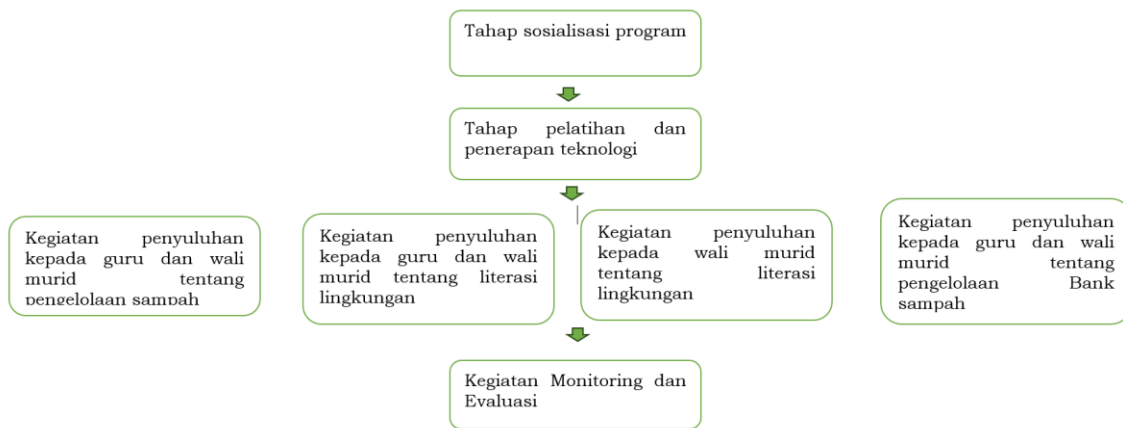 Tahap sosialisasi program
Tahap pelatihan dan
penerapan teknologi
Kegiatan penyuluhan
kepada guru dan wali
murid tentang
pengelolaan sampah
Kegiatan penyuluhan
kepada guru dan wali
murid tentang literasi
lingkungan
Kegiatan penyuluhan
kepada wali murid
tentang literasi
lingkungan
Kegiatan penyuluhan
kepada guru dan wali
murid tentang
pengelolaan Bank
sampah
Kegiatan Monitoring dan
Evaluasi